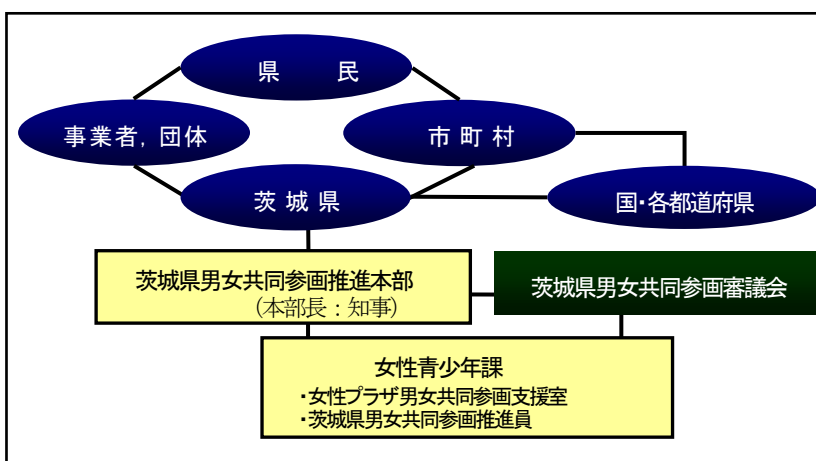 県　　民
事業者，団体
市 町 村
茨 城 県
国・各都道府県
茨城県男女共同参画推進本部
（本部長：知事）
茨城県男女共同参画審議会
女性青少年課
・女性プラザ男女共同参画支援室
・茨城県男女共同参画推進員